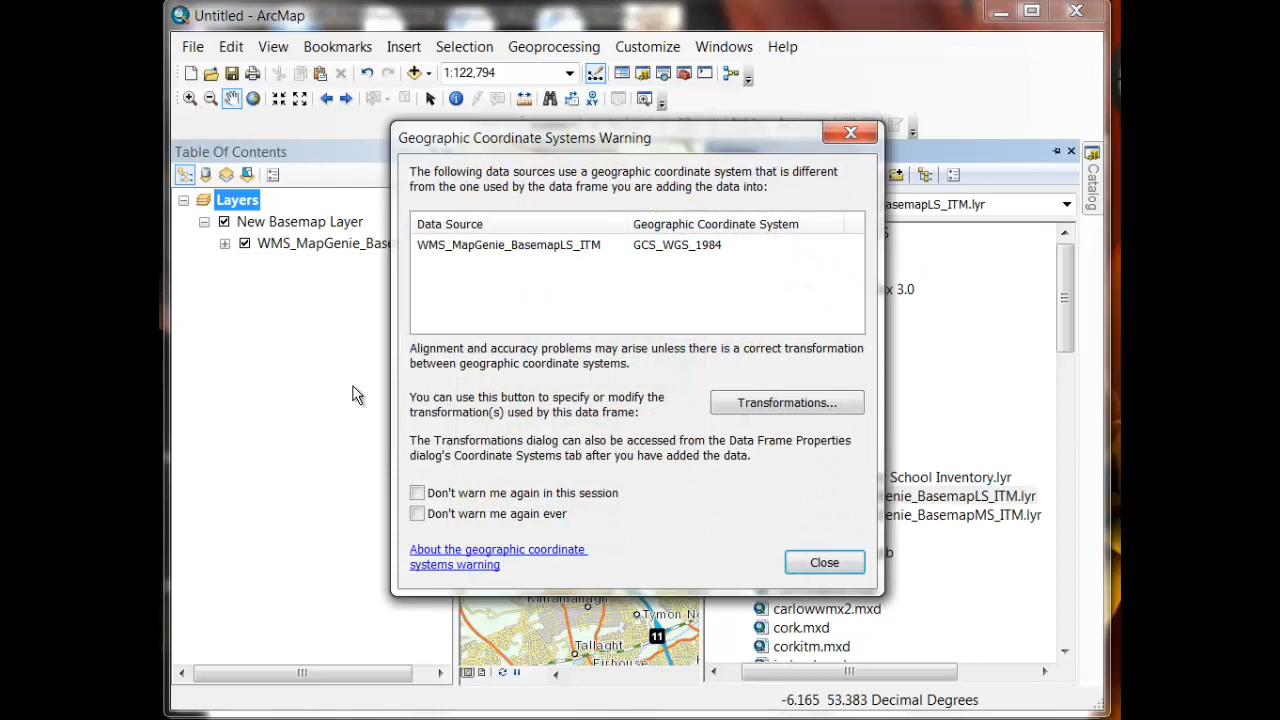 Untitled - ArcMap
File Edit View Bookmarks Insert Selection Geoprocessing Customize Windows Help
1:122,794
Table Of Contents
Layers
New Basemap Layer
WMS_MapGenie_Base
Geographic Coordinate Systems Warning
The following data sources use a geographic coordinate system that is different
from the one used by the data frame you are adding the data into:
Data Source Geographic Coordinate System
WMS_MapGenie_BasemapLS_ITM GCS_WGS_1984
Alignment and accuracy problems may arise unless there is a correct transformation
between geographic coordinate systems.
You can use this button to specify or modify the
transformation(s) used by this data frame:
Transformations...
The Transformations dialog can also be accessed from the Data Frame Properties
dialog's Coordinate Systems tab after you have added the data.
Don't warn me again in this session
Don't warn me again ever
About the geographic coordinate
systems warning
Close
Catalog
asemapLS_ITM.lyr
x 3.0
School Inventory.lyr
enie_BasemapLS_ITM.lyr
enie_BasemapMS_ITM.lyr
b
carlowwmx2.mxd
cork.mxd
corkitm.mxd
Tymon No
11
Tallaght
Firhouse
-6.165 53.383 Decimal Degrees